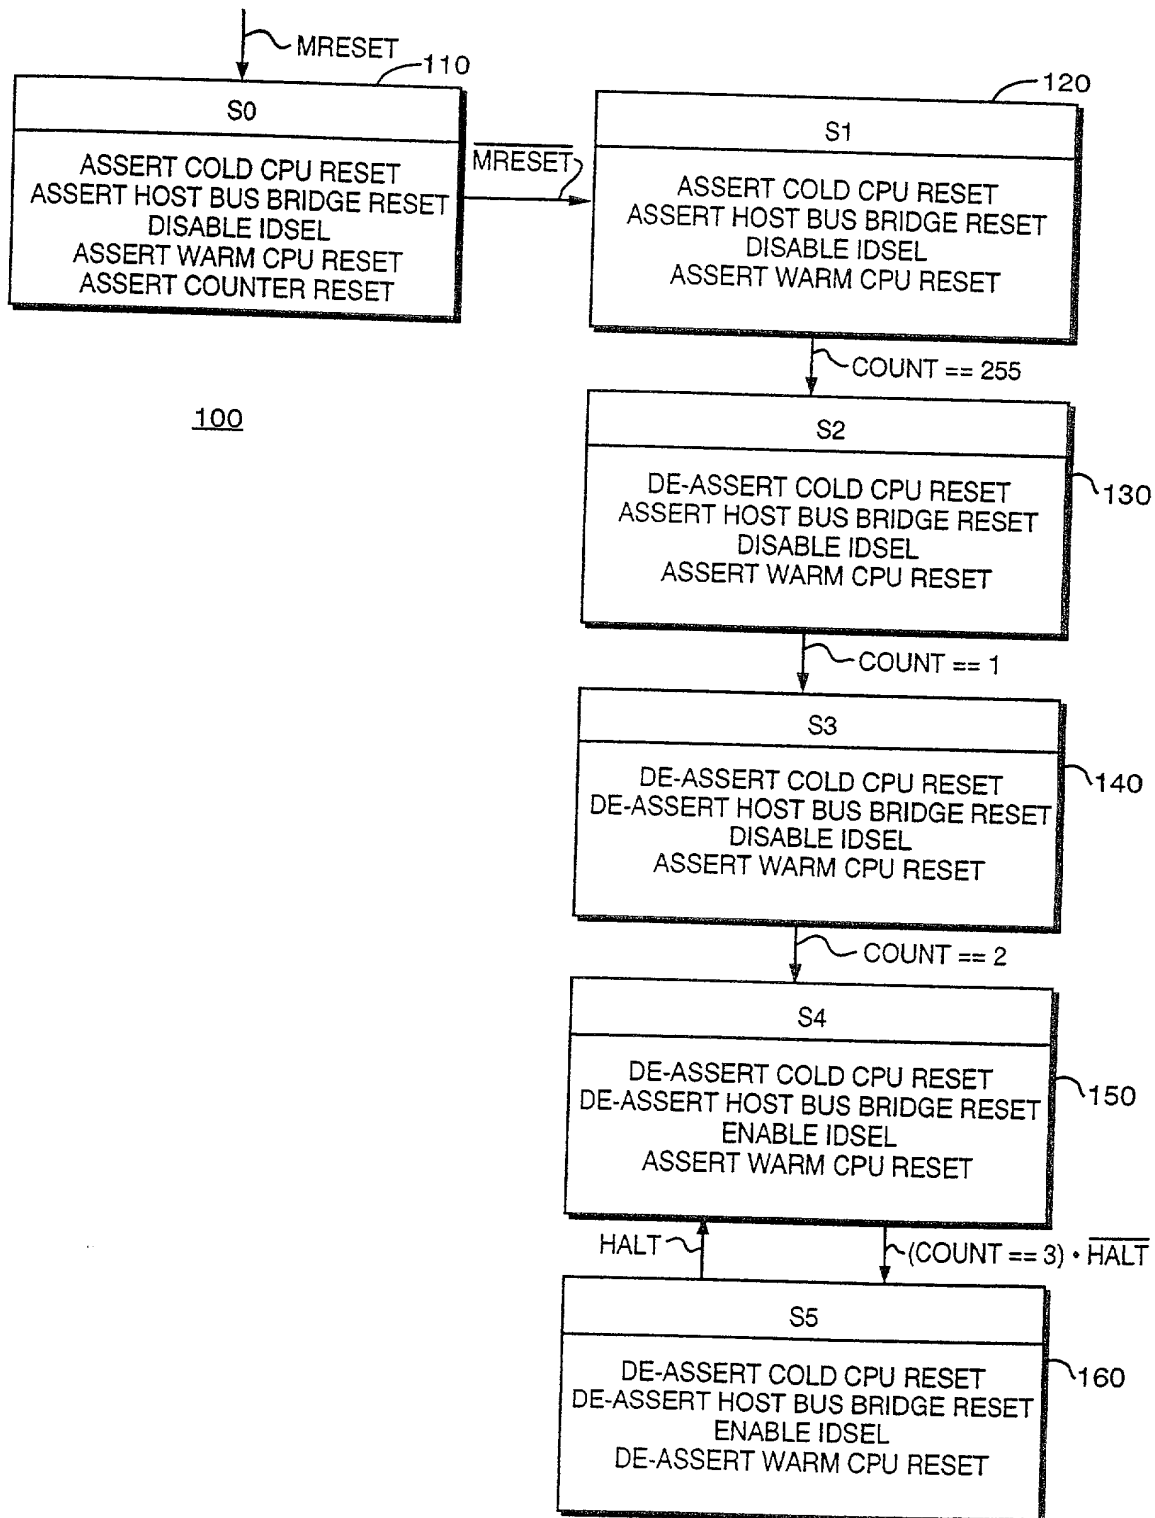 MRESET
110
S0
ASSERT COLD CPU RESET
ASSERT HOST BUS BRIDGE RESET
DISABLE IDSEL
ASSERT WARM CPU RESET
ASSERT COUNTER RESET
M̅R̅E̅S̅E̅T̅
120
S1
ASSERT COLD CPU RESET
ASSERT HOST BUS BRIDGE RESET
DISABLE IDSEL
ASSERT WARM CPU RESET
COUNT == 255
100
S2
DE-ASSERT COLD CPU RESET
ASSERT HOST BUS BRIDGE RESET
DISABLE IDSEL
ASSERT WARM CPU RESET
130
COUNT == 1
S3
DE-ASSERT COLD CPU RESET
DE-ASSERT HOST BUS BRIDGE RESET
DISABLE IDSEL
ASSERT WARM CPU RESET
140
COUNT == 2
S4
DE-ASSERT COLD CPU RESET
DE-ASSERT HOST BUS BRIDGE RESET
ENABLE IDSEL
ASSERT WARM CPU RESET
150
HALT
(COUNT == 3) • H̅A̅L̅T̅
S5
DE-ASSERT COLD CPU RESET
DE-ASSERT HOST BUS BRIDGE RESET
ENABLE IDSEL
DE-ASSERT WARM CPU RESET
160